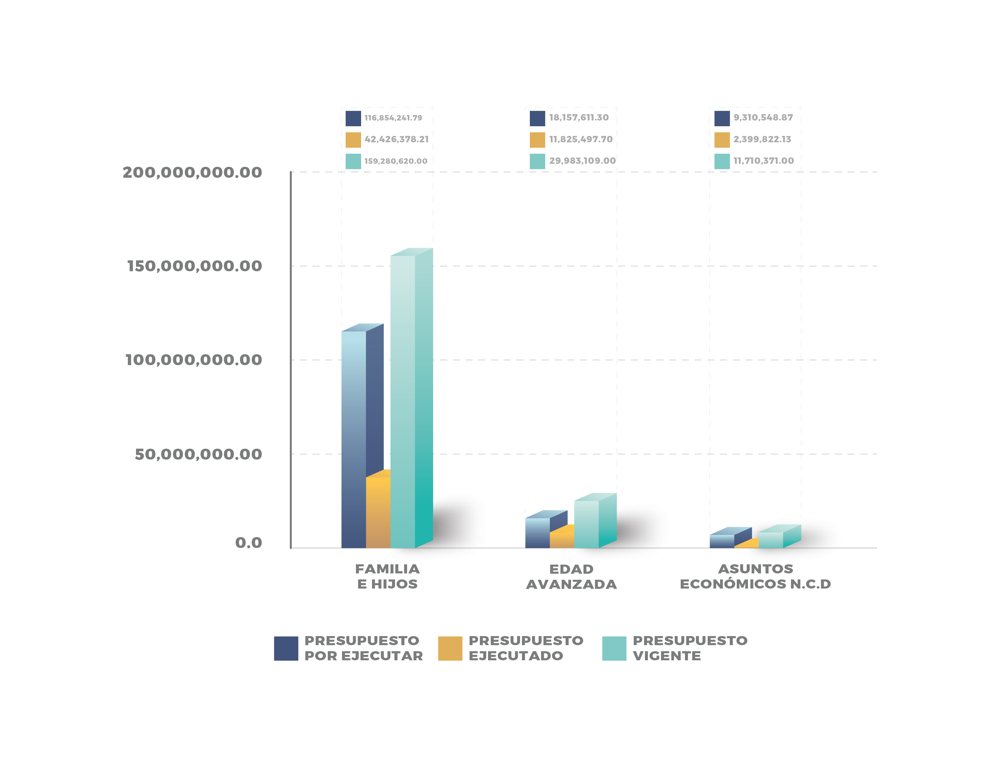 116,854,241.79
42,426,378.21
159,280,620.00
18,157,611.30
11,825,497.70
29,983,109.00
9,310,548.87
2,399,822.13
11,710,371.00
200,000,000.00
150,000,000.00
100,000,000.00
50,000,000.00
0.0
FAMILIA
E HIJOS
EDAD
AVANZADA
ASUNTOS
ECONÓMICOS N.C.D
PRESUPUESTO
POR EJECUTAR
PRESUPUESTO
EJECUTADO
PRESUPUESTO
VIGENTE